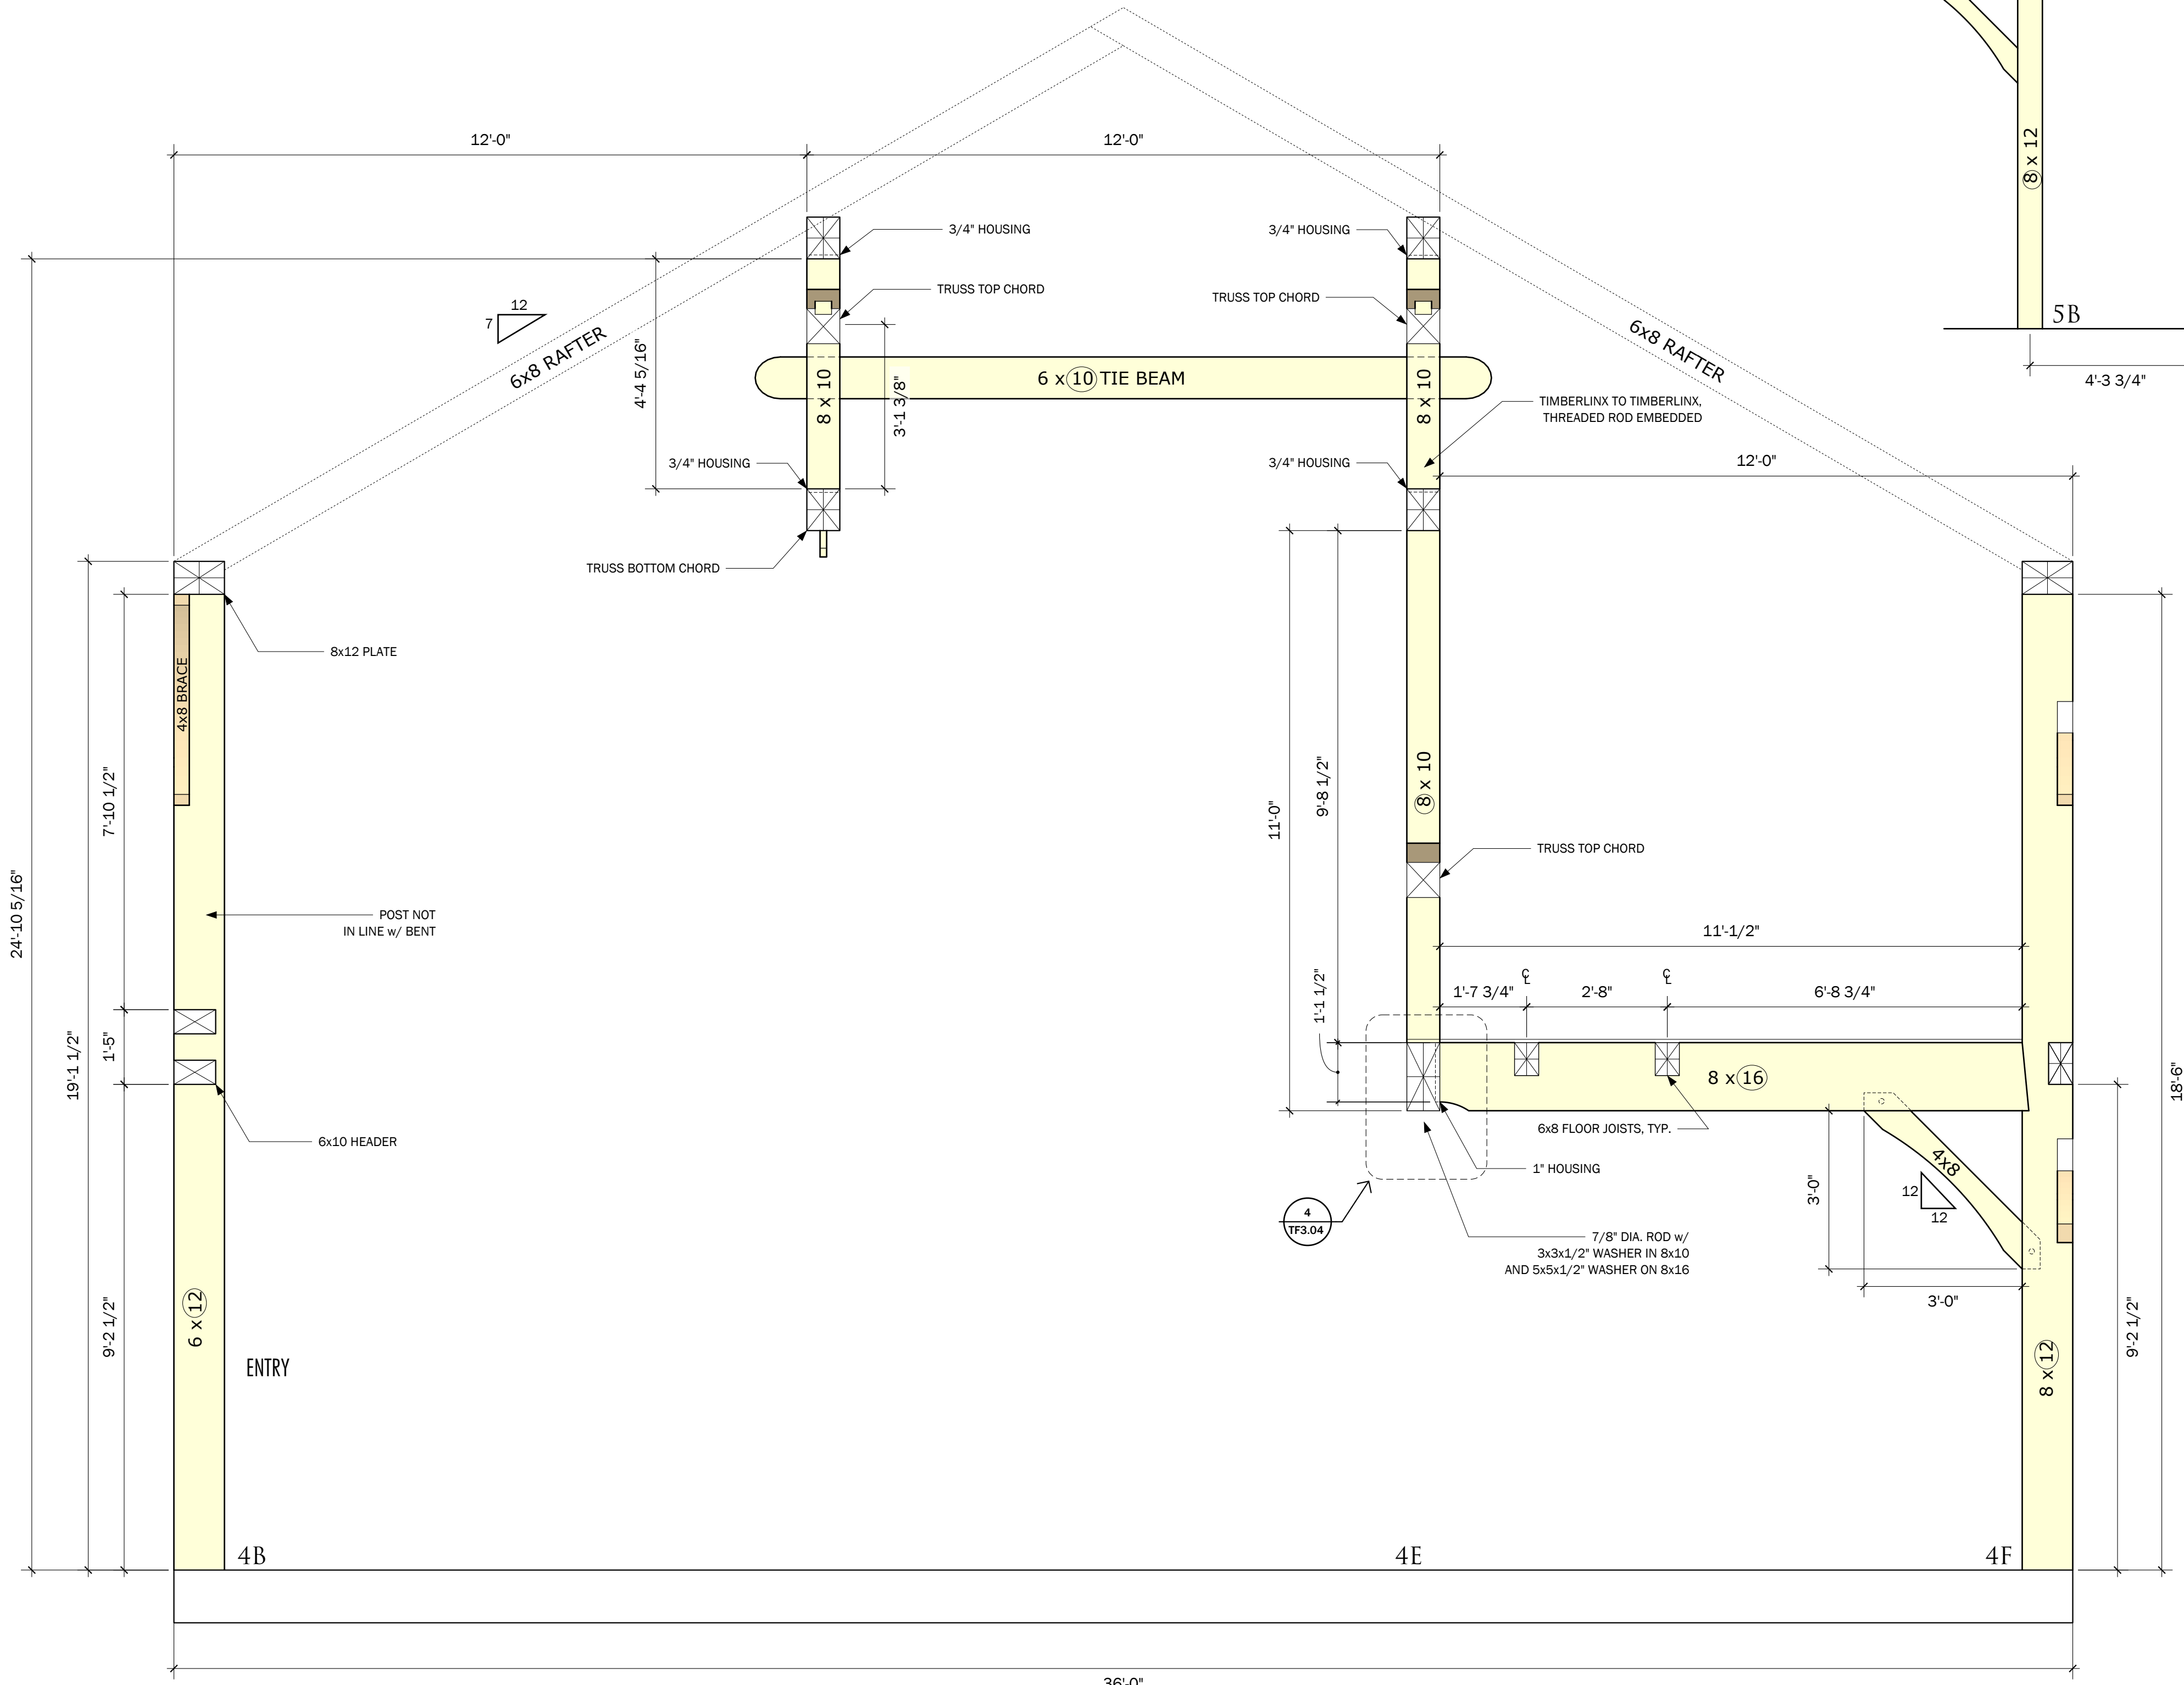 12'-0"
12'-0"
8 x 12
3/4" HOUSING
3/4" HOUSING
TRUSS TOP CHORD
TRUSS TOP CHORD
12
7
6x8 RAFTER
6x8 RAFTER
5B
4'-3 3/4"
4'-4 5/16"
8 x 10
3'-1 3/8"
6 x 10 TIE BEAM
8 x 10
TIMBERLINX TO TIMBERLINX,
THREADED ROD EMBEDDED
3/4" HOUSING
3/4" HOUSING
12'-0"
TRUSS BOTTOM CHORD
8x12 PLATE
4x8 BRACE
7'-10 1/2"
8 x 10
9'-8 1/2"
11'-0"
TRUSS TOP CHORD
24'-10 5/16"
POST NOT
IN LINE w/ BENT
11'-1/2"
C
L
C
L
1'-7 3/4"
2'-8"
6'-8 3/4"
1'-1 1/2"
19'-1 1/2"
1'-5"
8 x 16
18'-6"
6x10 HEADER
6x8 FLOOR JOISTS, TYP.
1" HOUSING
4x8
12
12
3'-0"
4
TF3.04
7/8" DIA. ROD w/
3x3x1/2" WASHER IN 8x10
AND 5x5x1/2" WASHER ON 8x16
3'-0"
9'-2 1/2"
6 x 12
ENTRY
8 x 12
9'-2 1/2"
4B
4E
4F
36'-0"